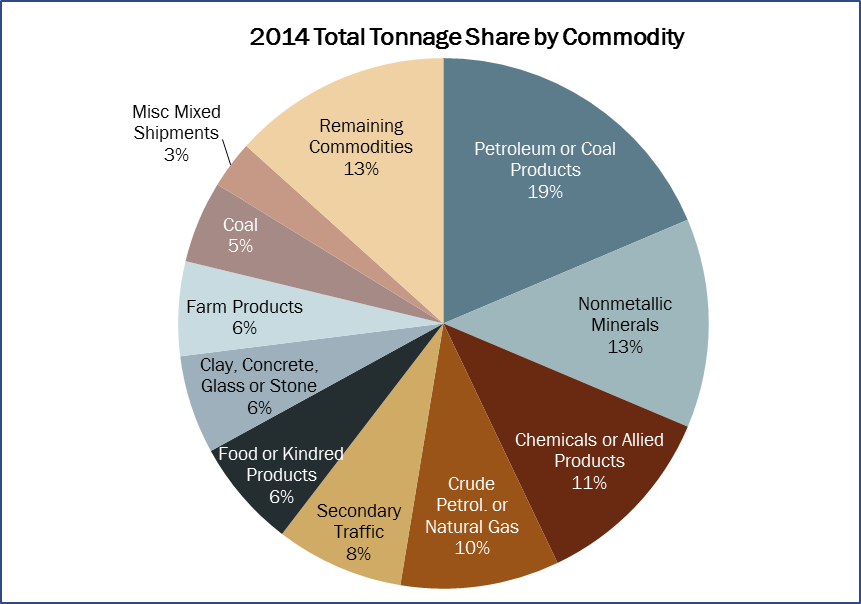 2014 Total Tonnage Share by Commodity
Petroleum or Coal
Products
19%
Nonmetallic
Minerals
13%
Chemicals or Allied
Products
11%
Crude
Petrol. or
Natural Gas
10%
Secondary
Traffic
8%
Food or Kindred
Products
6%
Clay, Concrete,
Glass or Stone
6%
Farm Products
6%
Coal
5%
Misc Mixed
Shipments
3%
Remaining
Commodities
13%